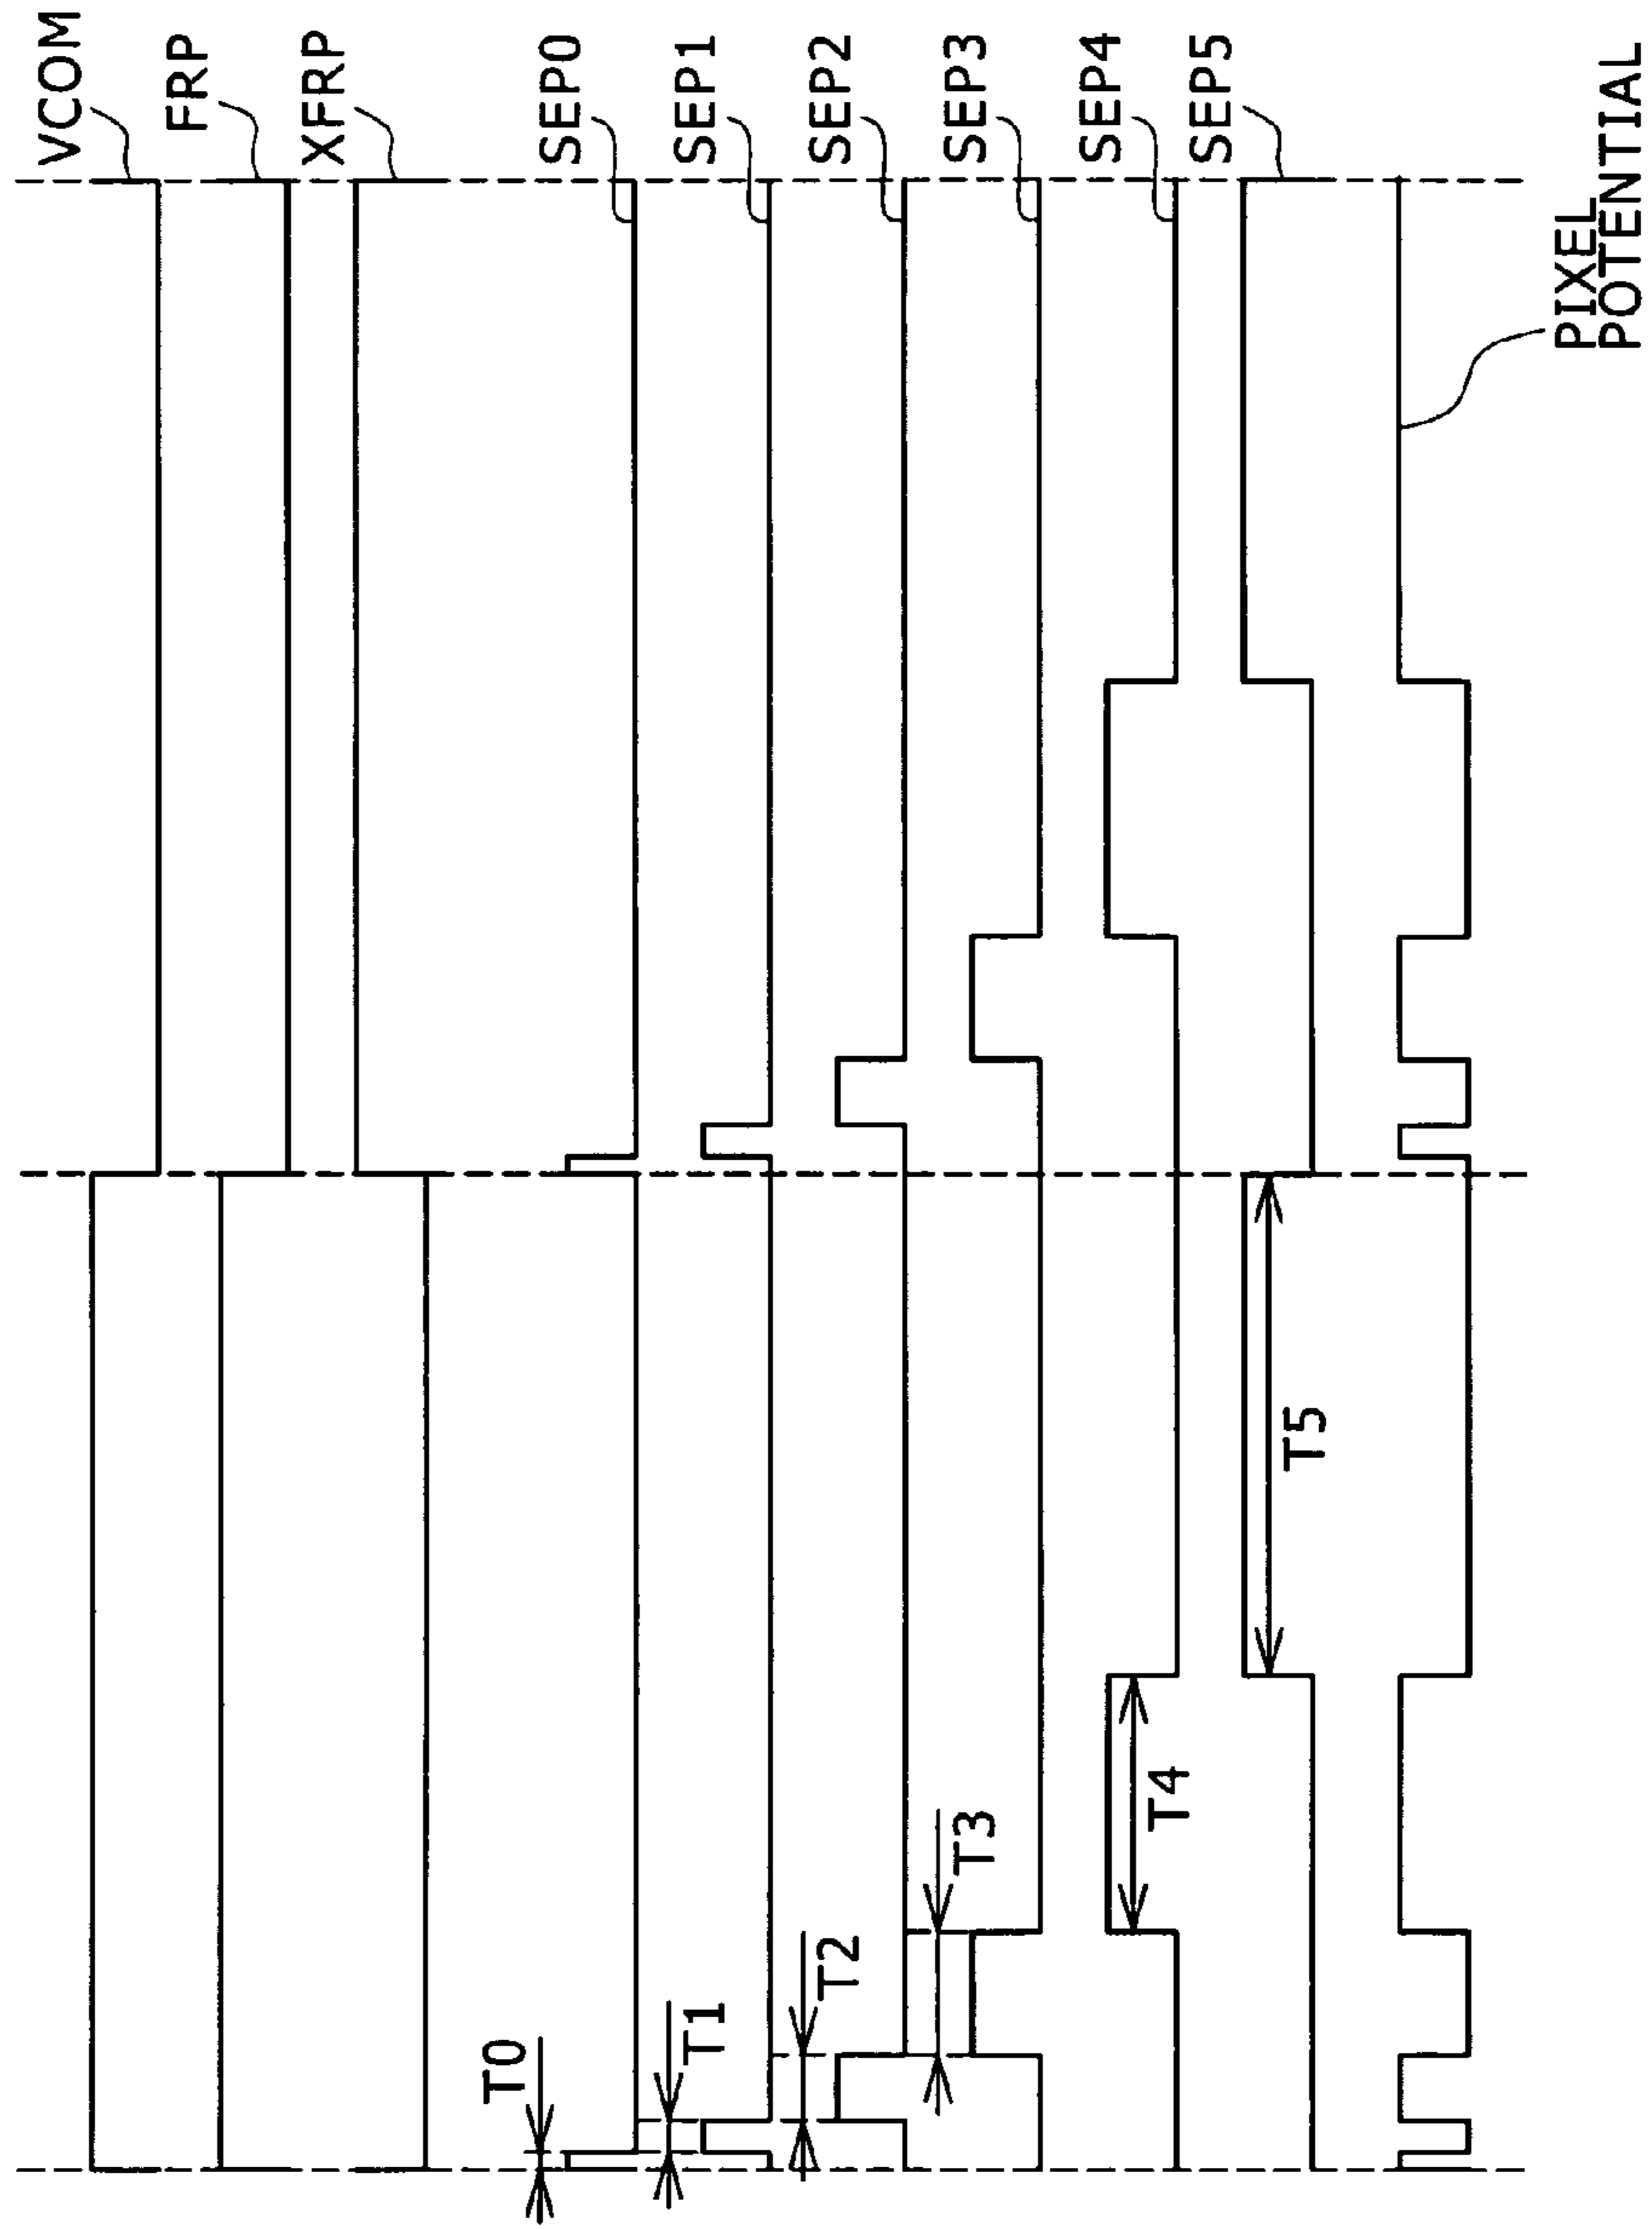 VCOM
FRP
XFRP
SEP0
SEP1
SEP2
SEP3
SEP4
SEP5
PIXEL
POTENTIAL
T0
T1
T2
T3
T4
T5